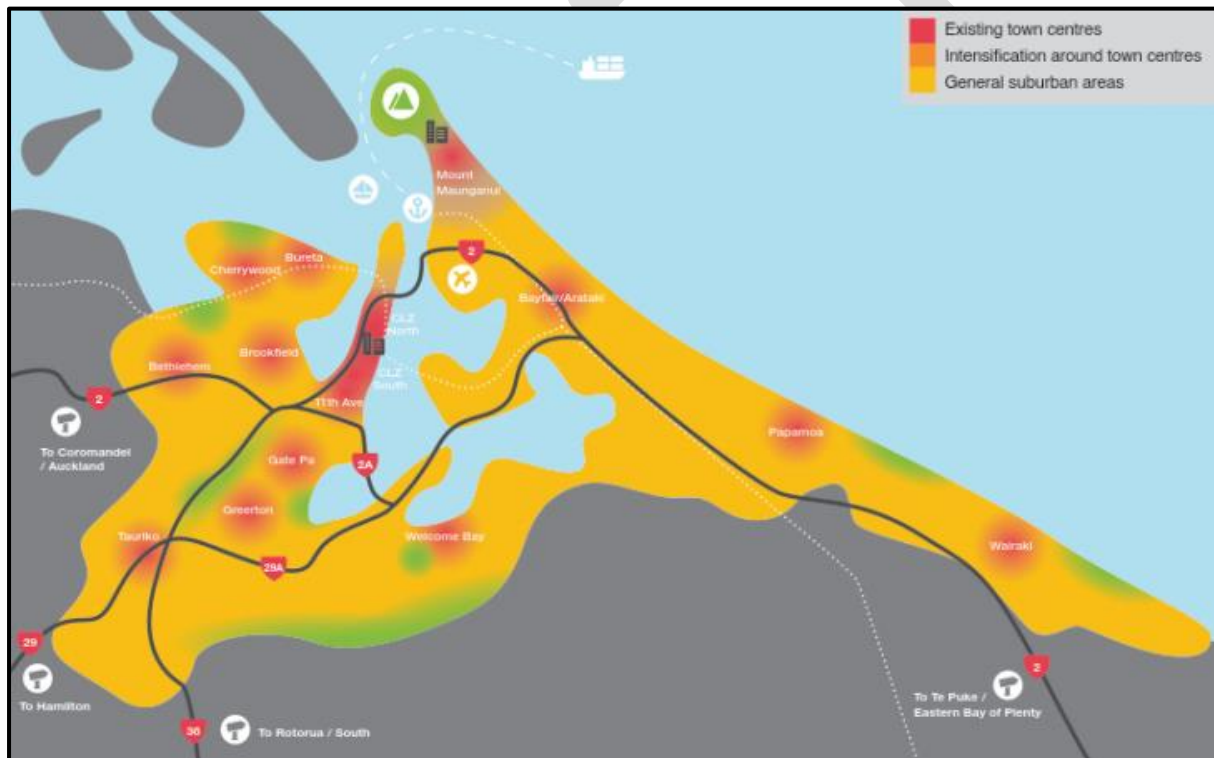 Existing town centres
Intensification around town centres
General suburban areas
Mount
Maunganui
2
Bureta
Cherrywood
Bayfair/Arataki
CLZ
North
Brookfield
Bethlehem
CLZ
South
2
11th Ave
To Coromandel
/ Auckland
Papamoa
Gate Pa
2A
Greerton
Tauriko
Welcome Bay
Wairaki
29A
29
2
To Hamilton
To Te Puke /
Eastern Bay of Plenty
36
To Rotorua / South